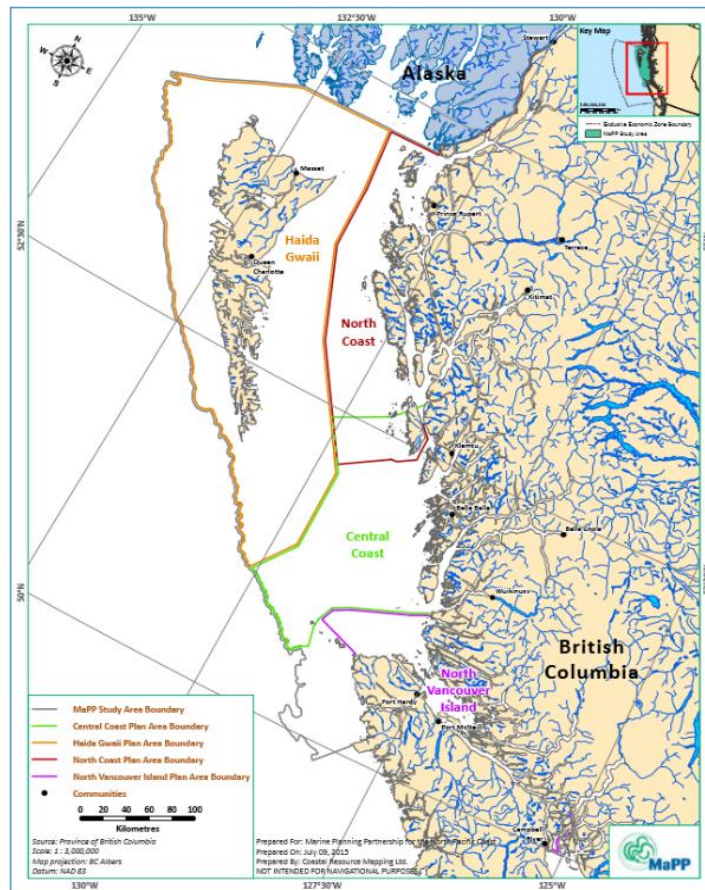 135°W
132°30'W
130°W
N
W
E
S
Stewart
Key Map
Alaska
Exclusive Economic Zone Boundary
MaPP Study Area
Masset
Prince Rupert
Haida
Gwaii
Terrace
Queen
Charlotte
52°30'N
Kitimat
North
Coast
Klemtu
Bella Bella
Central
Coast
Bella Coola
50°N
Wuikinuxv
British
Columbia
North
Vancouver
Island
Port Hardy
Port McNeill
MaPP Study Area Boundary
Central Coast Plan Area Boundary
Haida Gwaii Plan Area Boundary
North Coast Plan Area Boundary
North Vancouver Island Plan Area Boundary
Communities
0 20 40 60 80 100
Kilometres
Campbell
River
Source: Province of British Columbia
Scale: 1 : 3,000,000
Map projection: BC Albers
Datum: NAD 83
Prepared For: Marine Planning Partnership for the North Pacific Coast
Prepared On: July 09, 2015
Prepared By: Coastal Resource Mapping Ltd.
NOT INTENDED FOR NAVIGATIONAL PURPOSES
MaPP
130°W
127°30'W
125°W